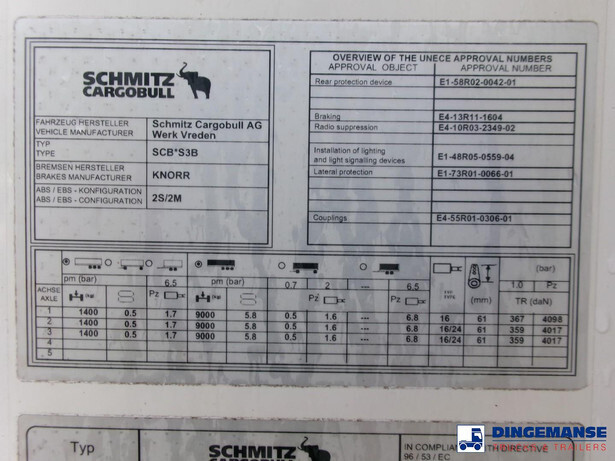 SCHMITZ
CARGOBULL
FAHRZEUG HERSTELLER
VEHICLE MANUFACTURER
Schmitz Cargobull AG
Werk Vreden
TYP
TYPE
SCB*S3B
BREMSEN HERSTELLER
BRAKES MANUFACTURER
KNORR
ABS / EBS - KONFIGURATION
ABS / EBS - CONFIGURATION
2S/2M
OVERVIEW OF THE UNECE APPROVAL NUMBERS
APPROVAL OBJECT APPROVAL NUMBER
Rear protection device E1-58R02-0042-01
Braking E4-13R11-1604
Radio suppression E4-10R03-2349-02
Installation of lighting
and light signalling devices E1-48R05-0559-04
Lateral protection E1-73R01-0066-01
Couplings E4-55R01-0306-01
(bar)
pm (bar) 6.5 pm (bar) 0.7 2 --- 6.5 1.0 Pz
ACHSE
AXLE
Pz Pz Pz TYPE (mm) TR (daN)
1 1400 0.5 1.7 9000 5.8 0.5 1.6 --- 6.8 16 61 367 4098
2 1400 0.5 1.7 9000 5.8 0.5 1.6 --- 6.8 16/24 61 359 4017
3 1400 0.5 1.7 9000 5.8 0.5 1.6 --- 6.8 16/24 61 359 4017
4
5
Typ
SCHMITZ
CARGOBULL
IN COMPLIANCE WITH DIRECTIVE
96 / 53 / EC
DINGEMANSE
TRUCKS & TRAILERS